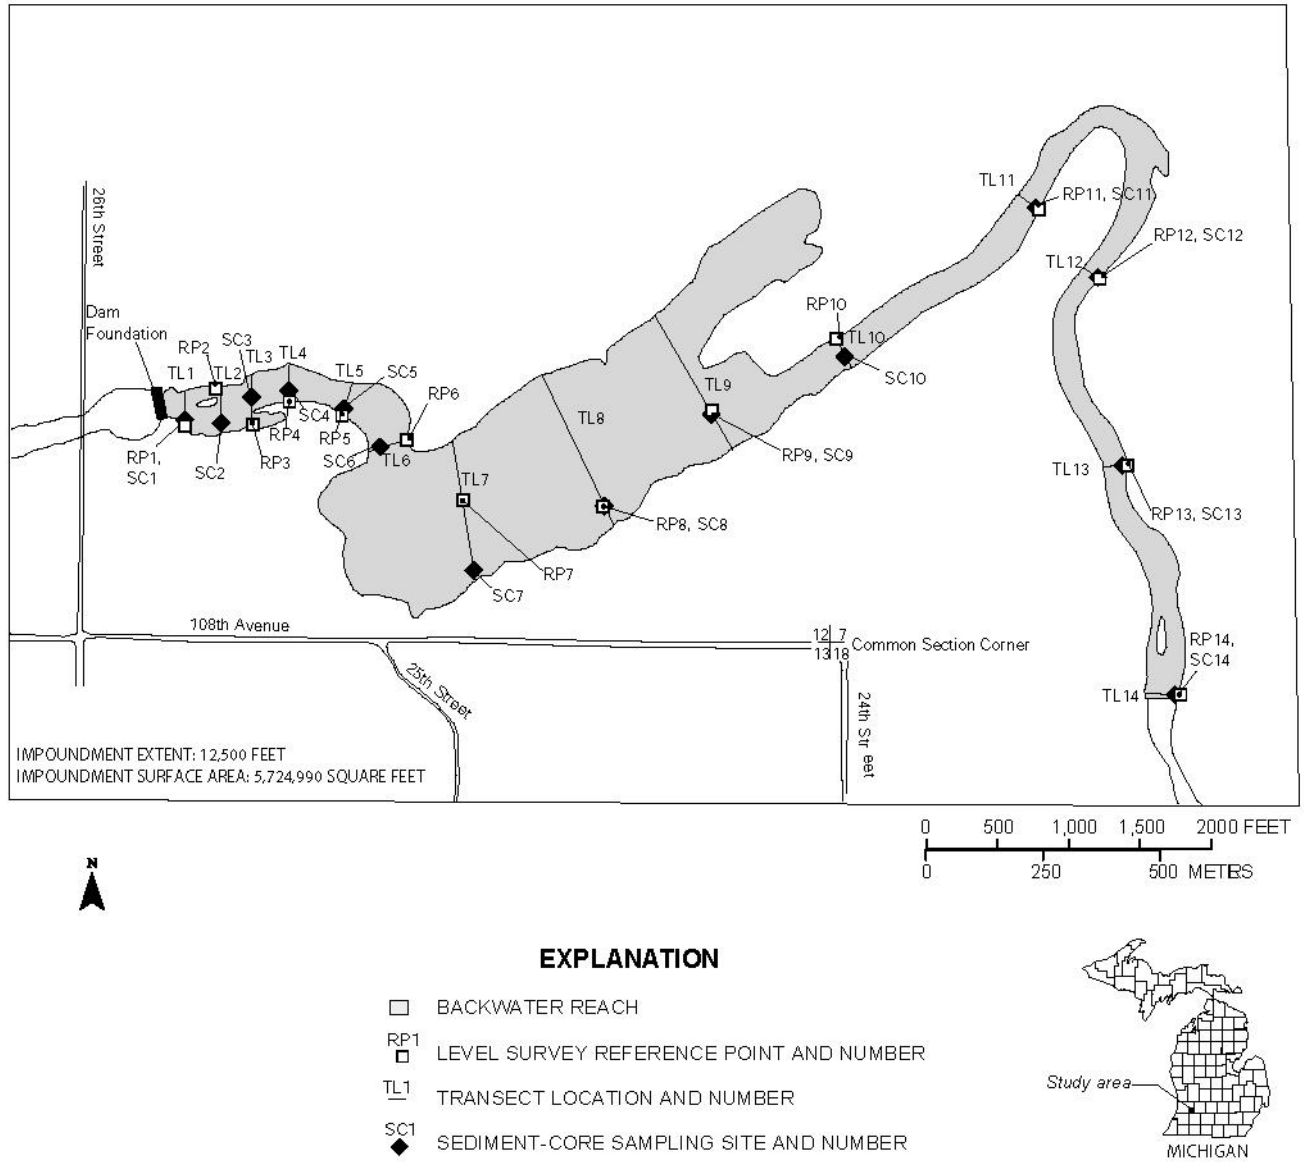 26th Street
Dam
Foundation
TL1
RP2
TL2
SC3
TL3
TL4
TL5
SC5
RP6
RP1,
SC1
SC2
RP3
RP4
SC4
RP5
SC6
TL6
TL7
RP7
SC7
TL8
RP8, SC8
TL9
RP9, SC9
RP10
TL10
SC10
TL11
RP11, SC11
TL12
RP12, SC12
TL13
RP13, SC13
RP14,
SC14
TL14
108th Avenue
12 7
13 18
Common Section Corner
25th Street
24th Street
IMPOUNDMENT EXTENT: 12,500 FEET
IMPOUNDMENT SURFACE AREA: 5,724,990 SQUARE FEET
0 500 1,000 1,500 2000 FEET
0 250 500 METERS
N
EXPLANATION
BACKWATER REACH
RP1
LEVEL SURVEY REFERENCE POINT AND NUMBER
TL1
TRANSECT LOCATION AND NUMBER
SC1
SEDIMENT-CORE SAMPLING SITE AND NUMBER
Study area
MICHIGAN